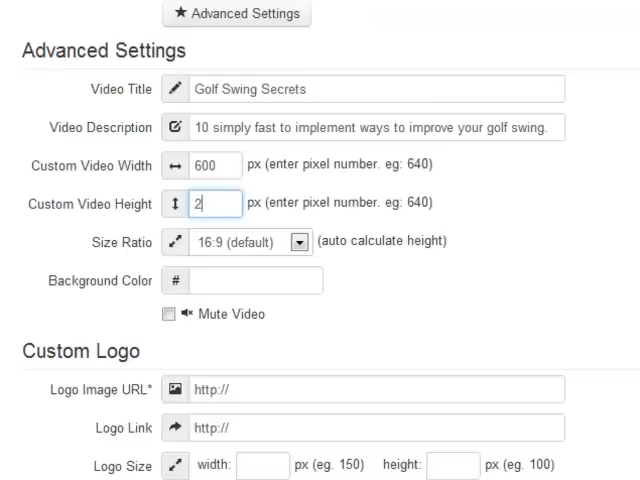 ★ Advanced Settings
Advanced Settings
Video Title Golf Swing Secrets
Video Description 10 simply fast to implement ways to improve your golf swing.
Custom Video Width 600 px (enter pixel number. eg: 640)
Custom Video Height 2 px (enter pixel number. eg: 640)
Size Ratio 16:9 (default) (auto calculate height)
Background Color #
Mute Video
Custom Logo
Logo Image URL* http://
Logo Link http://
Logo Size width: px (eg. 150) height: px (eg. 100)